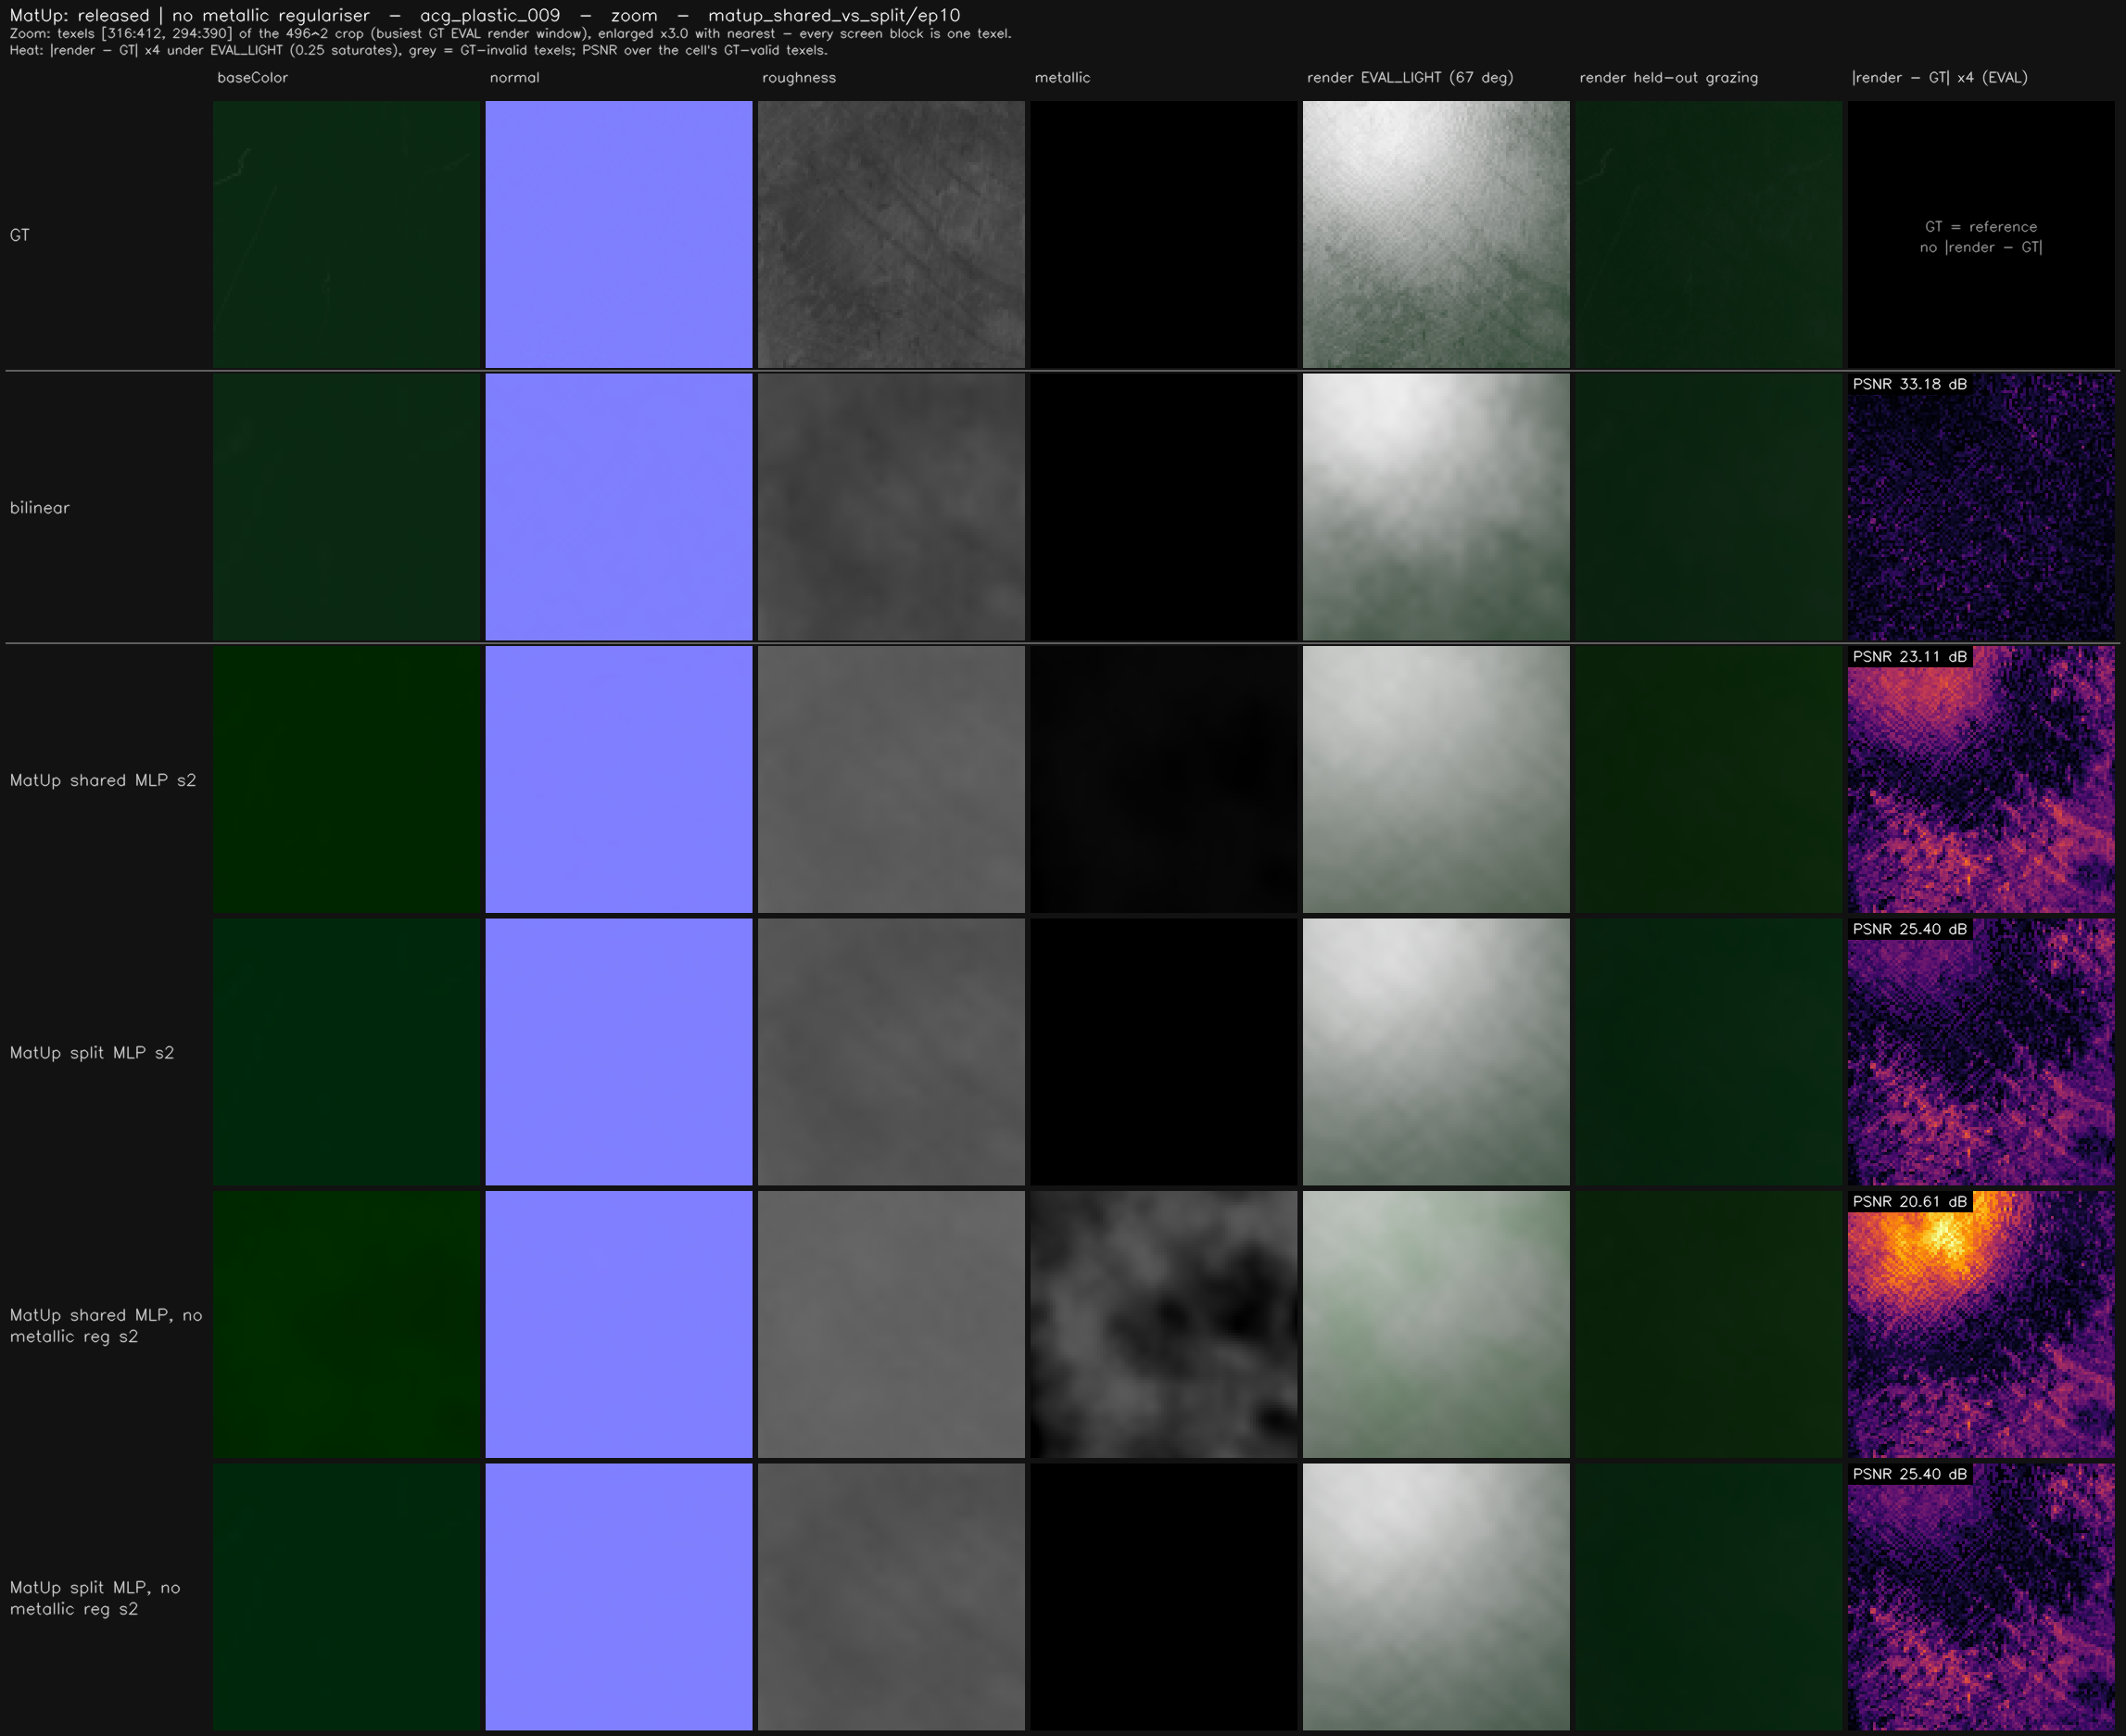 MatUp: released | no metallic regulariser — acg_plastic_009 — zoom — matup_shared_vs_split/ep10
Zoom: texels [316:412, 294:390] of the 496^2 crop (busiest GT EVAL render window), enlarged x3.0 with nearest — every screen block is one texel.
Heat: |render − GT| x4 under EVAL_LIGHT (0.25 saturates), grey = GT-invalid texels; PSNR over the cell's GT-valid texels.
baseColor normal roughness metallic render EVAL_LIGHT (67 deg) render held-out grazing |render − GT| x4 (EVAL)
GT
GT = reference
no |render − GT|
bilinear
PSNR 33.18 dB
MatUp shared MLP s2
PSNR 23.11 dB
MatUp split MLP s2
PSNR 25.40 dB
MatUp shared MLP, no
metallic reg s2
PSNR 20.61 dB
MatUp split MLP, no
metallic reg s2
PSNR 25.40 dB